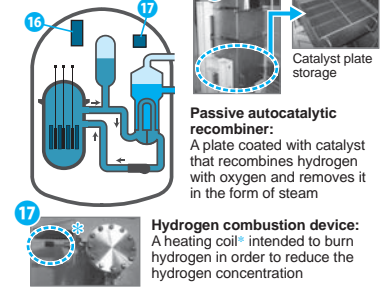 16
17
Catalyst plate
storage
Passive autocatalytic
recombiner:
A plate coated with catalyst
that recombines hydrogen
with oxygen and removes it
in the form of steam
17
*
Hydrogen combustion device:
A heating coil* intended to burn
hydrogen in order to reduce the
hydrogen concentration